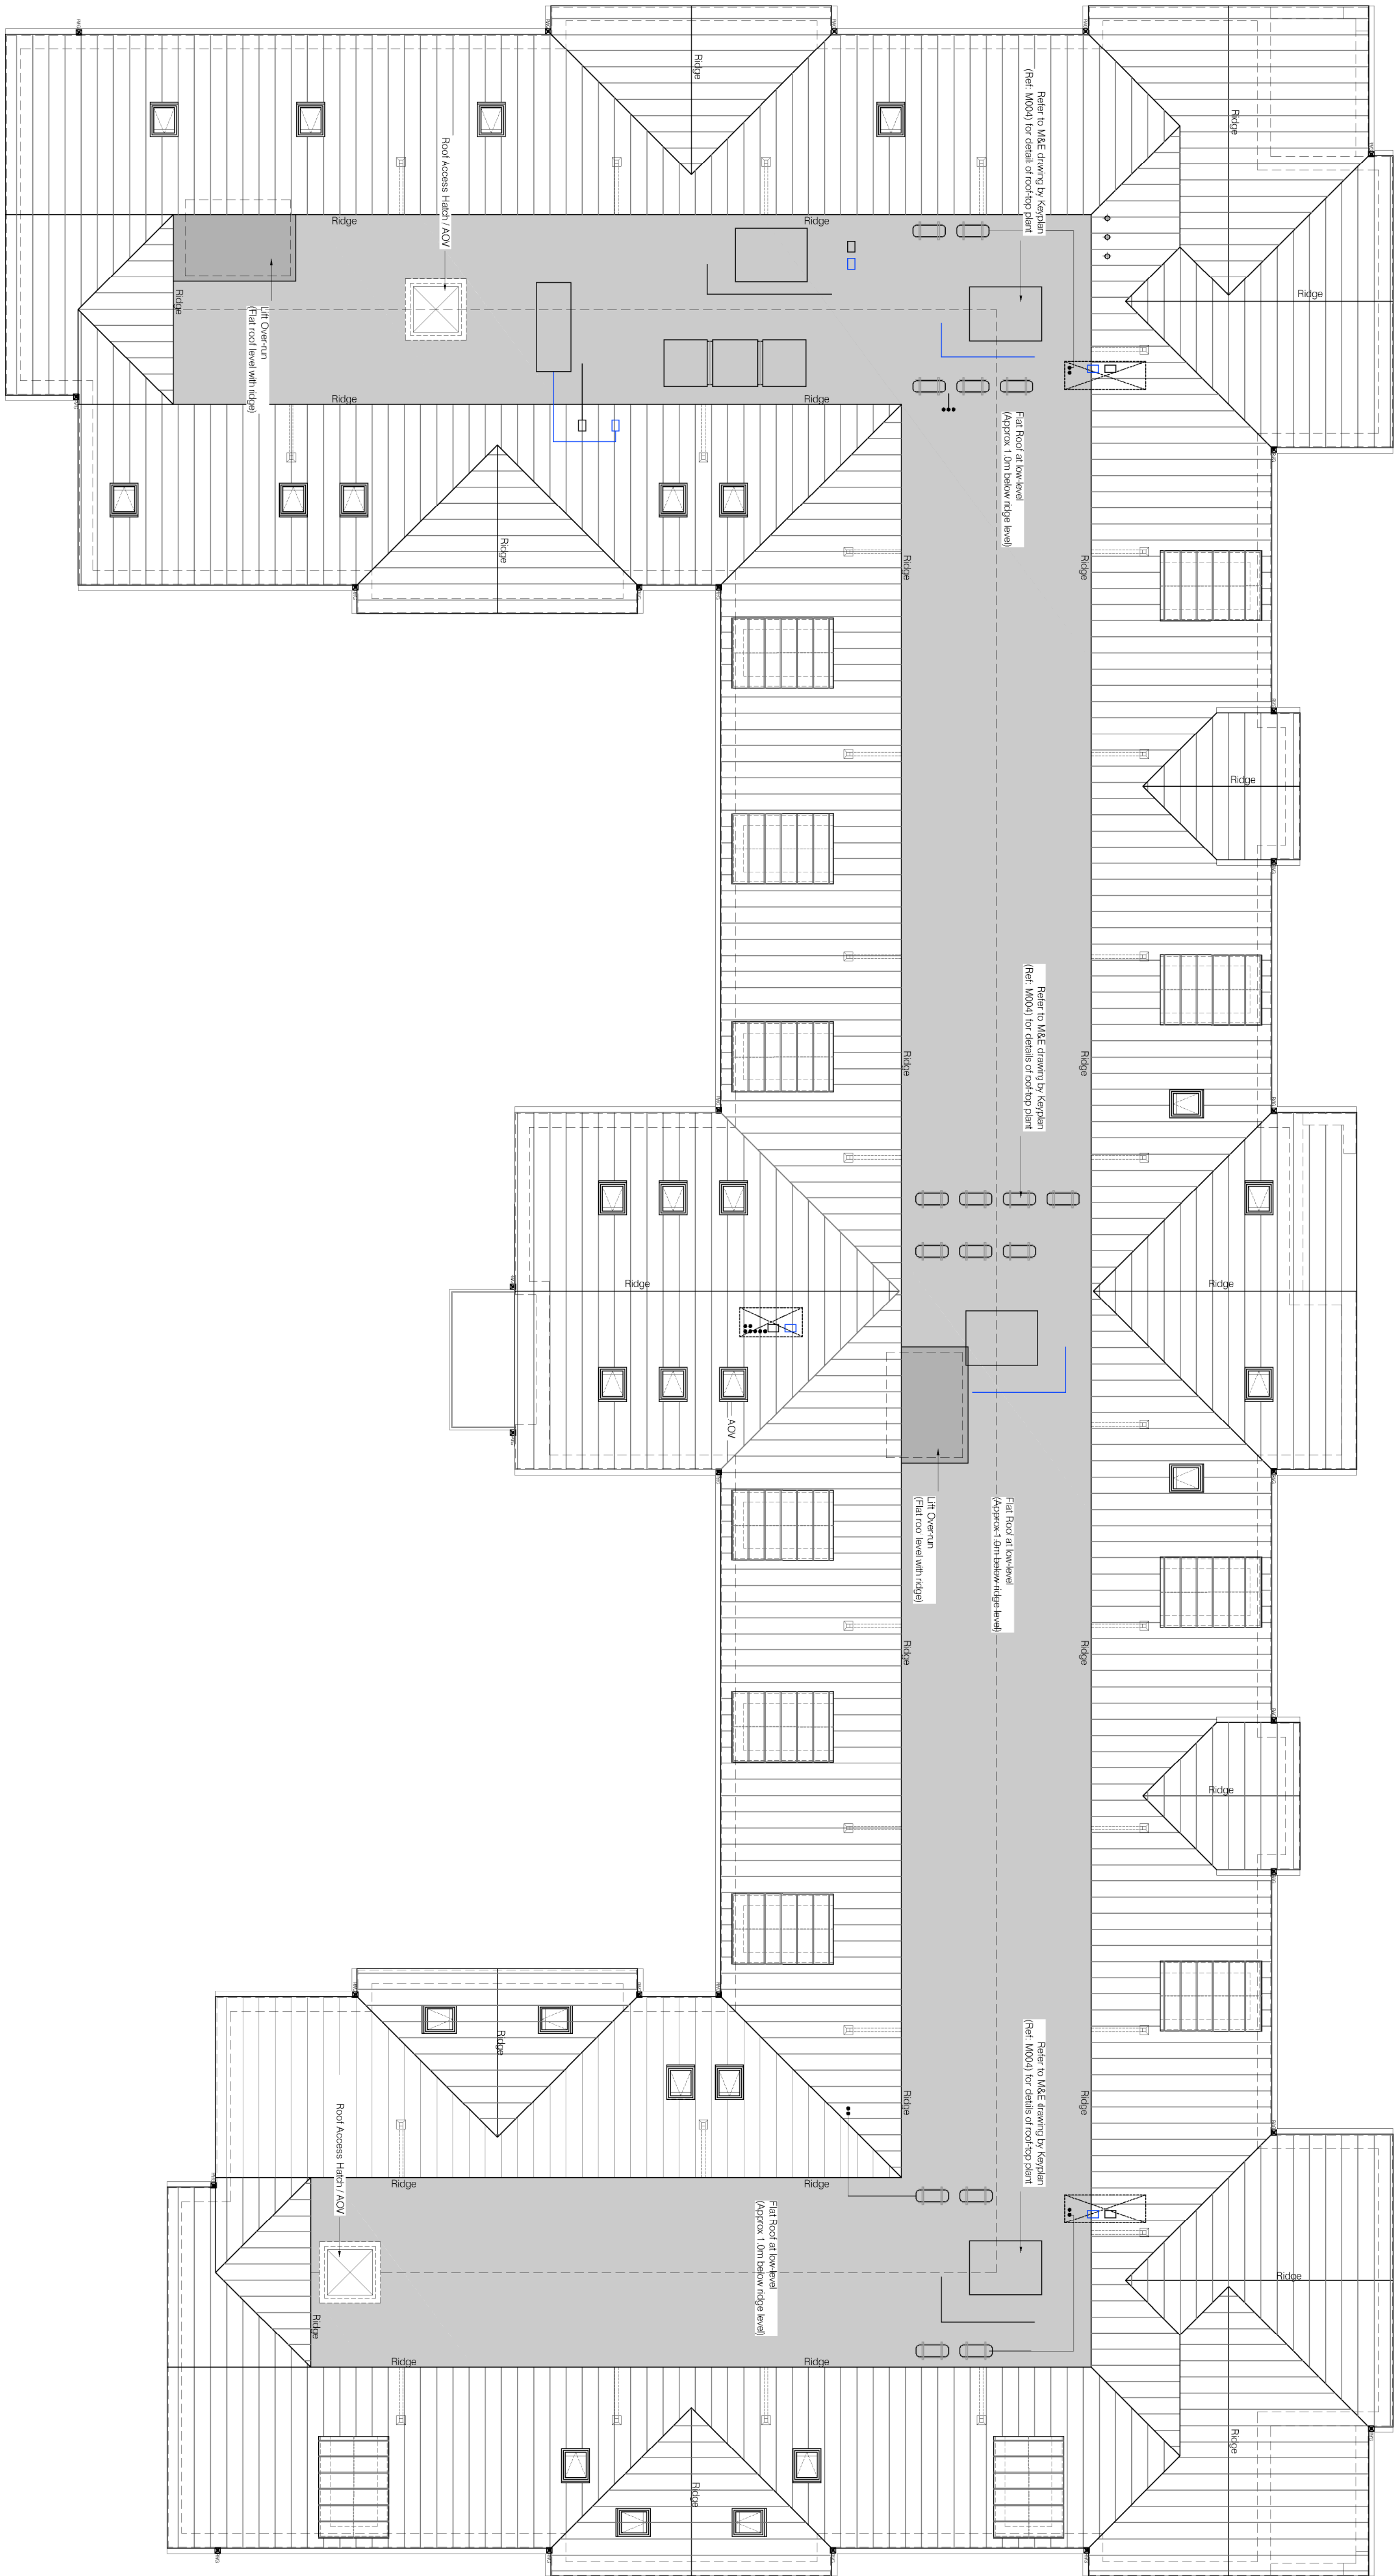 Ridge
Ridge
Refer to M&E drawing by Keyplan
(Ref: M004) for detail of roof-top plant
Roof Access Hatch / AOV
Ridge
Ridge
Ridge
Ridge
Lift Over-run
(Flat roof level with ridge)
Ridge
Ridge
Flat Roof at low-level
(Approx 1.0m below ridge level)
Ridge
Ridge
Ridge
Ridge
Refer to M&E drawing by Keyplan
(Ref: M004) for details of oof-top plant
Ridge
Ridge
Ridge
AOV
Lift Over-run
(Flat roo level with ridge)
Flat Roo at low-level
(Approx 1.0m below ridge level)
Ridge
Ridge
Ridge
Refer to M&E drawing by Keyplan
(Ref: M004) for details of roof-top plant
Ridge
Ridge
Ridge
Roof Access Hatch / AOV
Ridge
Ridge
Flat Roof at low-level
(Approx 1.0m below ridge level)
Ridge
Ridge
Ridge
Ridge
Ridge
Ridge